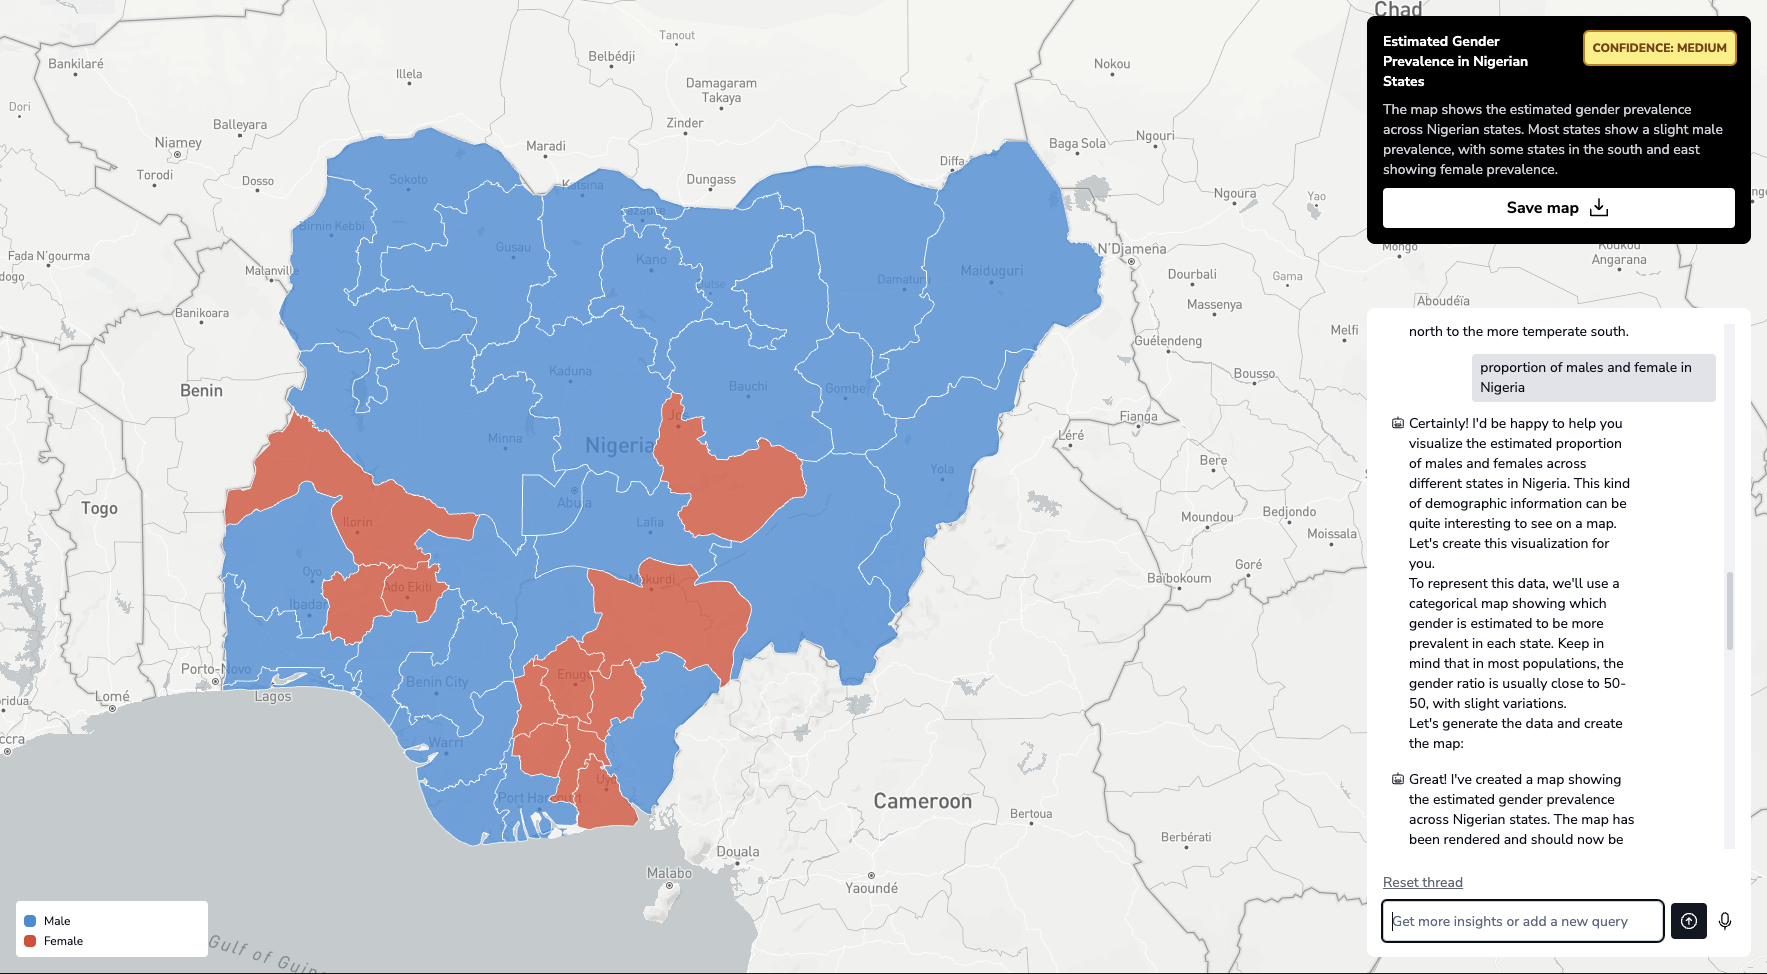 Chad
Tanout
Bankilaré
Belbédji
Illela
Nokou
Damagaram
Takaya
Dori
Balleyara
Zinder
Niamey
Maradi
Baga Sola
Ngouri
Torodi
Dosso
Dungass
Diffa
Sokoto
Katsina
Ngoura
Yao
Birnin Kebbi
Gusau
Kano
N'Djamena
Mongo
Koukou
Angarana
Fada N'gourma
Malanville
Damaturu
Maiduguri
Dourbali
Gama
Massenya
Aboudéïa
Banikoara
Melfi
Guélendeng
Benin
Kaduna
Bauchi
Gombe
Bousso
Minna
Nigeria
Fianga
Léré
Bere
Yola
Togo
Abuja
Ilorin
Lafia
Moundou
Bedjondo
Moissala
Oyo
Ado Ekiti
Makurdi
Baïbokoum
Goré
Ibadan
Porto-Novo
Benin City
Enugu
Lomé
Lagos
Warri
Uyo
Port Harcourt
Cameroon
Bertoua
Berbérati
Douala
Malabo
Yaoundé
Gulf of Guin
Male
Female
Estimated Gender
Prevalence in Nigerian
States
CONFIDENCE: MEDIUM
The map shows the estimated gender prevalence
across Nigerian states. Most states show a slight male
prevalence, with some states in the south and east
showing female prevalence.
Save map
north to the more temperate south.
proportion of males and female in
Nigeria
Certainly! I'd be happy to help you
visualize the estimated proportion
of males and females across
different states in Nigeria. This kind
of demographic information can be
quite interesting to see on a map.
Let's create this visualization for
you.
To represent this data, we'll use a
categorical map showing which
gender is estimated to be more
prevalent in each state. Keep in
mind that in most populations, the
gender ratio is usually close to 50-
50, with slight variations.
Let's generate the data and create
the map:
Great! I've created a map showing
the estimated gender prevalence
across Nigerian states. The map has
been rendered and should now be
Reset thread
Get more insights or add a new query